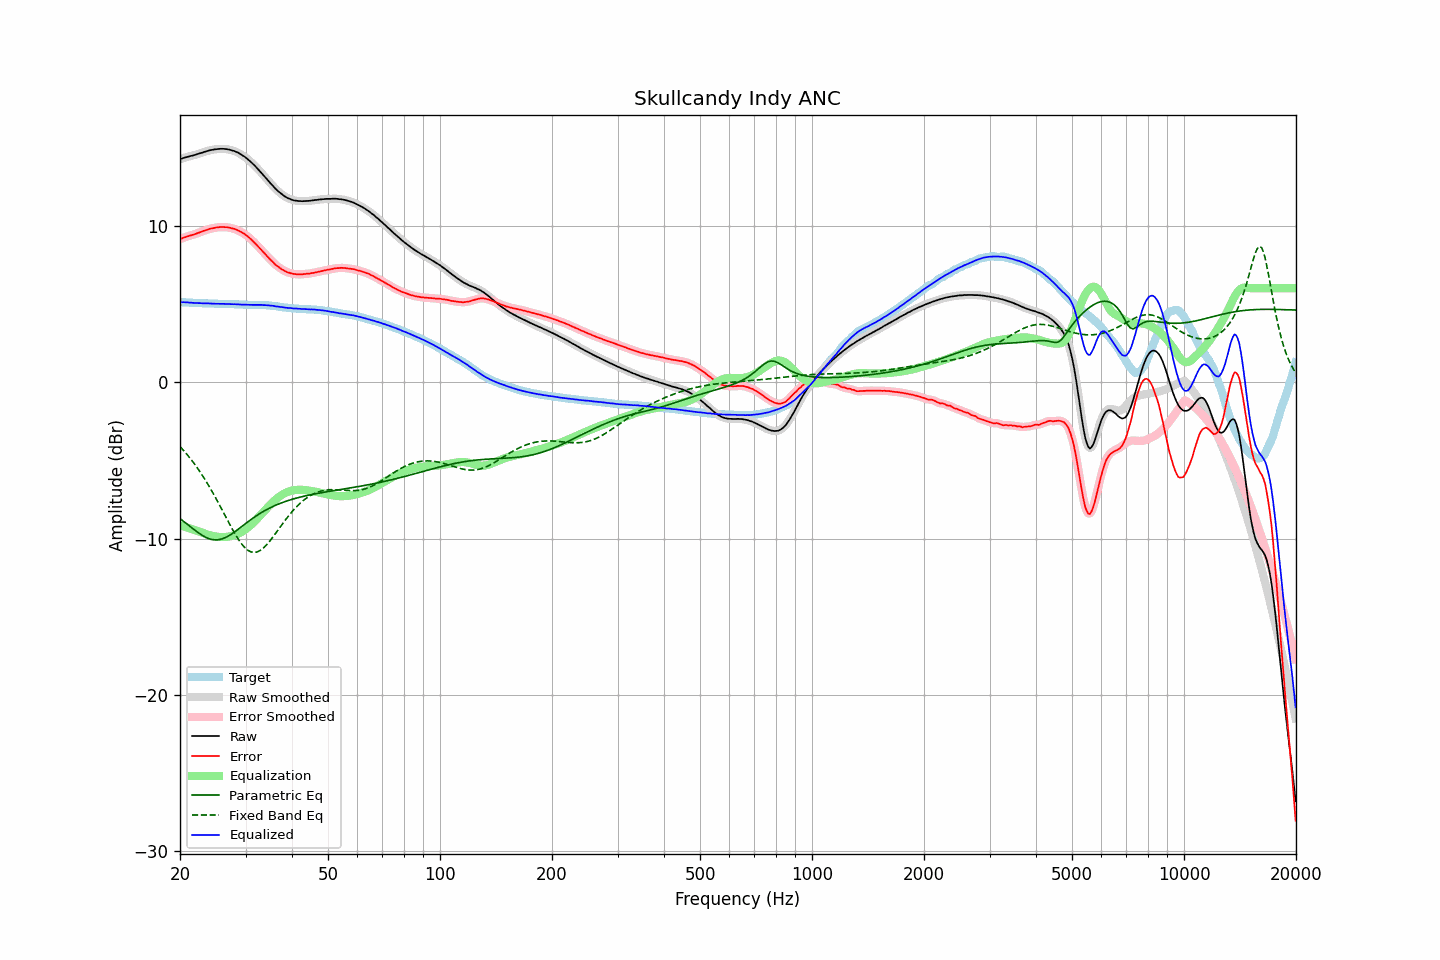 Skullcandy Indy ANC
Amplitude (dBr)
10
0
−10
−20
−30
Target
Raw Smoothed
Error Smoothed
Raw
Error
Equalization
Parametric Eq
Fixed Band Eq
Equalized
20 50 100 200 500 1000 2000 5000 10000 20000
Frequency (Hz)